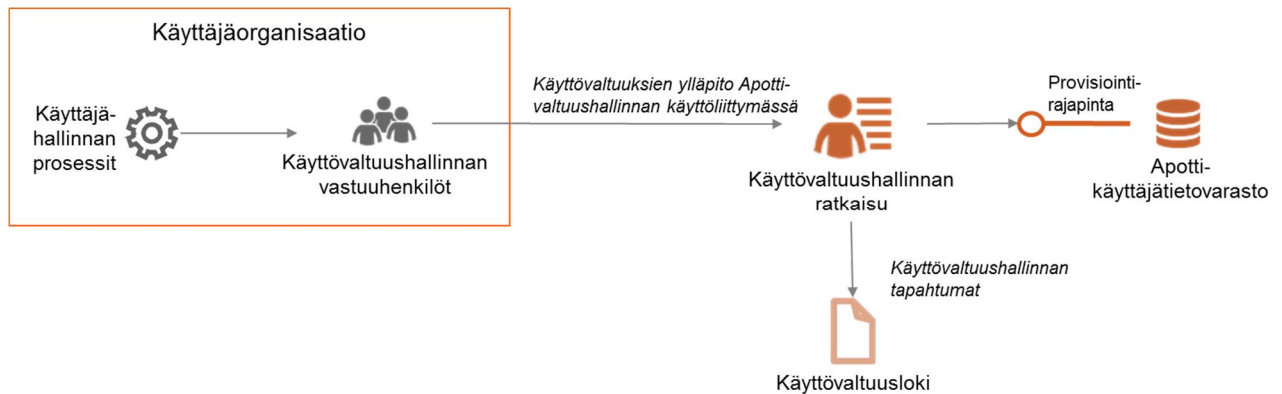 Käyttäjäorganisaatio
Käyttäjä-
hallinnan
prosessit
Käyttövaltuushallinnan
vastuuhenkilöt
Käyttövaltuuksien ylläpito Apotti-
valtuushallinnan käyttöliittymässä
Käyttövaltuushallinnan
ratkaisu
Provisiointi-
rajapinta
Apotti-
käyttäjätietovarasto
Käyttövaltuushallinnan
tapahtumat
Käyttövaltuusloki